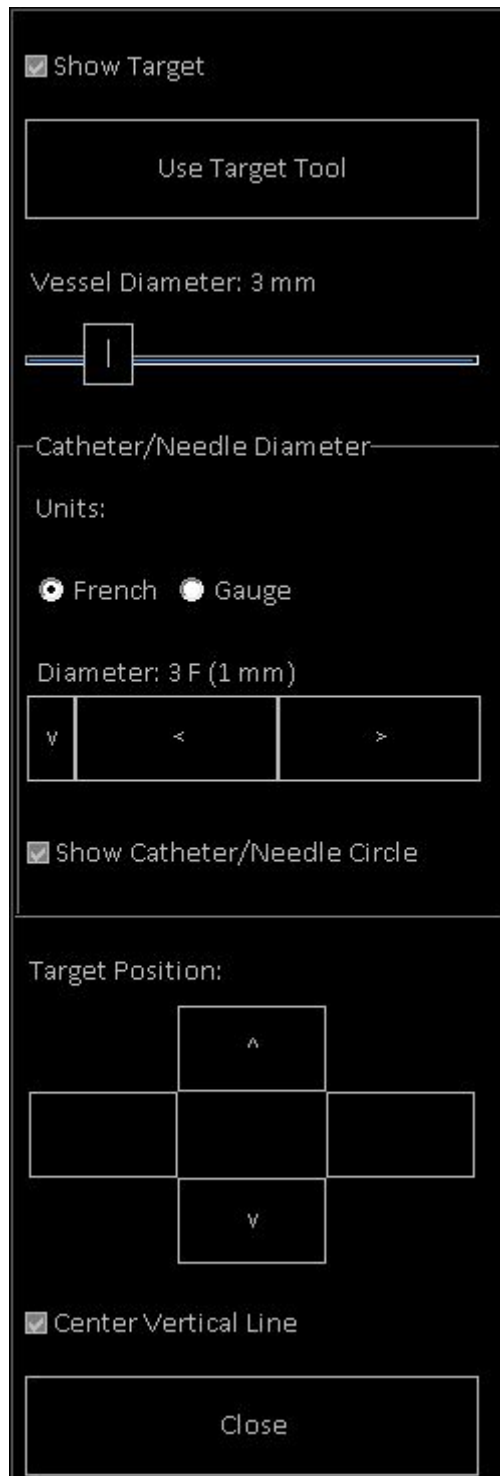 Show Target
Use Target Tool
Vessel Diameter: 3 mm
Catheter/Needle Diameter
Units:
French Gauge
Diameter: 3 F (1 mm)
v < >
Show Catheter/Needle Circle
Target Position:
^
v
Center Vertical Line
Close